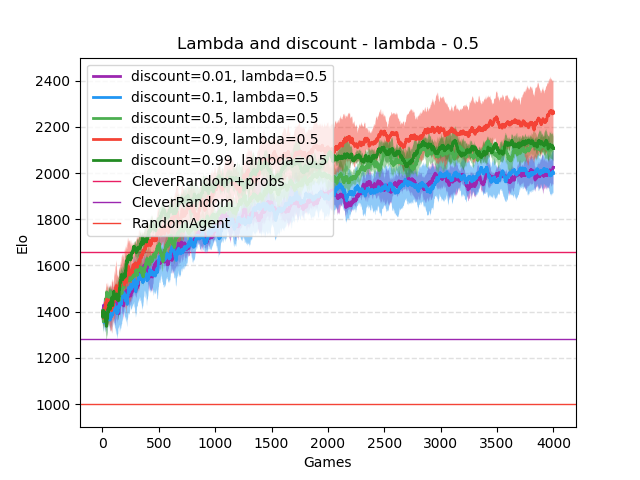 Lambda and discount - lambda - 0.5
Elo
2400
2200
2000
1800
1600
1400
1200
1000
discount=0.01, lambda=0.5
discount=0.1, lambda=0.5
discount=0.5, lambda=0.5
discount=0.9, lambda=0.5
discount=0.99, lambda=0.5
CleverRandom+probs
CleverRandom
RandomAgent
0 500 1000 1500 2000 2500 3000 3500 4000
Games